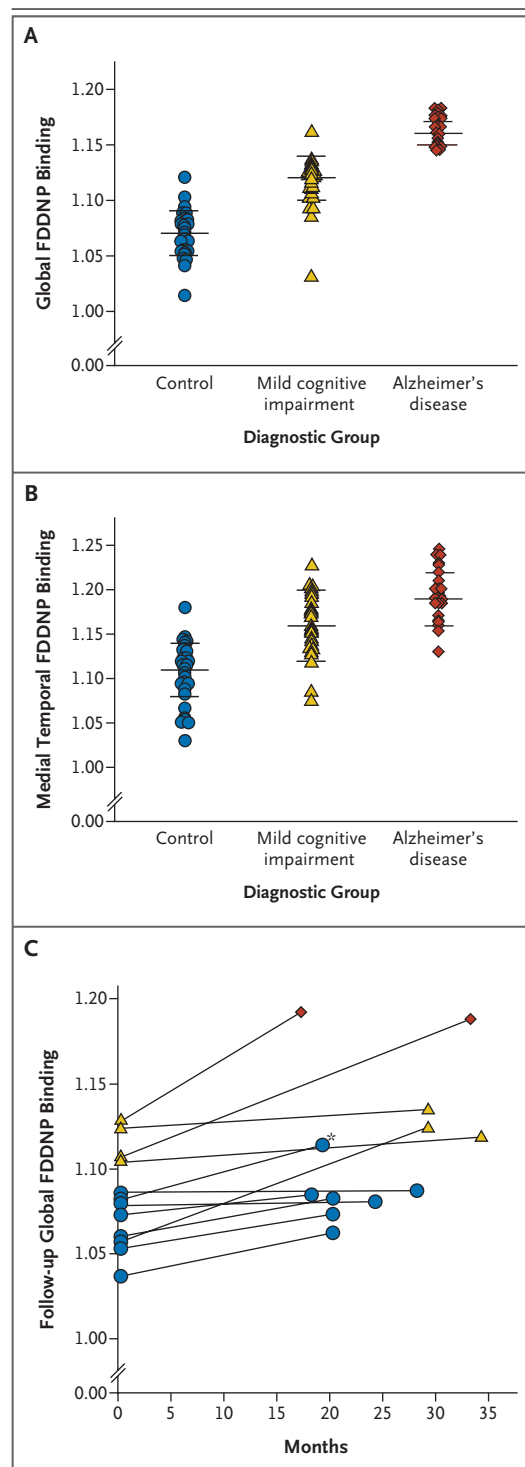 A
Global FDDNP Binding
1.20
1.15
1.10
1.05
1.00
0.00
Control
Mild cognitive
impairment
Alzheimer's
disease
Diagnostic Group
B
Medial Temporal FDDNP Binding
1.25
1.20
1.15
1.10
1.05
1.00
0.00
Control
Mild cognitive
impairment
Alzheimer's
disease
Diagnostic Group
C
Follow-up Global FDDNP Binding
1.20
1.15
1.10
1.05
1.00
0.00
*
0 5 10 15 20 25 30 35
Months